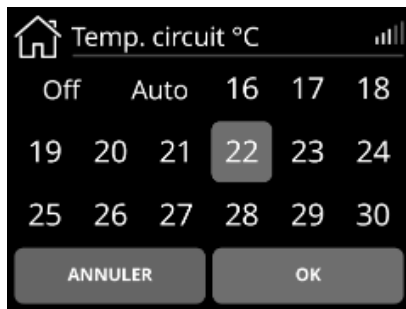 Temp. circuit °C
Off Auto 16 17 18
19 20 21 22 23 24
25 26 27 28 29 30
ANNULER OK